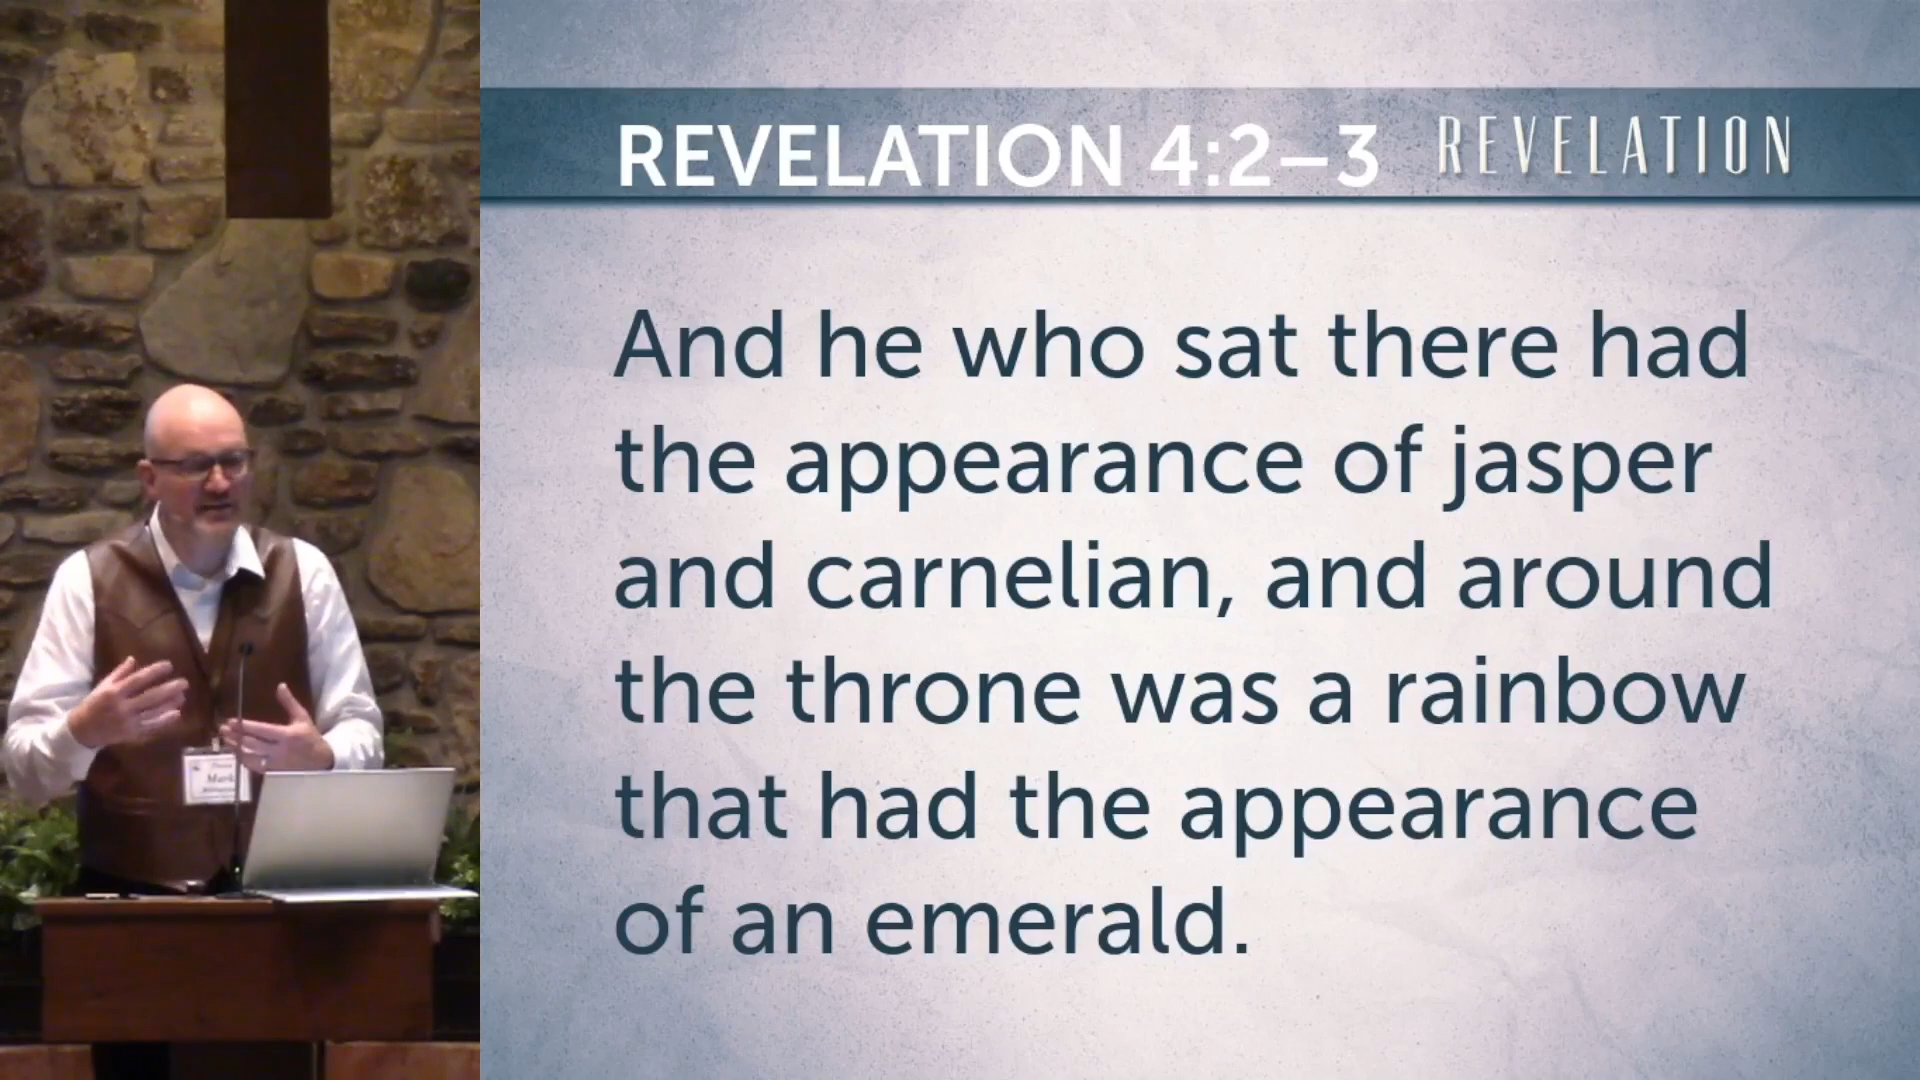 REVELATION 4:2–3
REVELATION
And he who sat there had
the appearance of jasper
and carnelian, and around
the throne was a rainbow
that had the appearance
of an emerald.
Mark